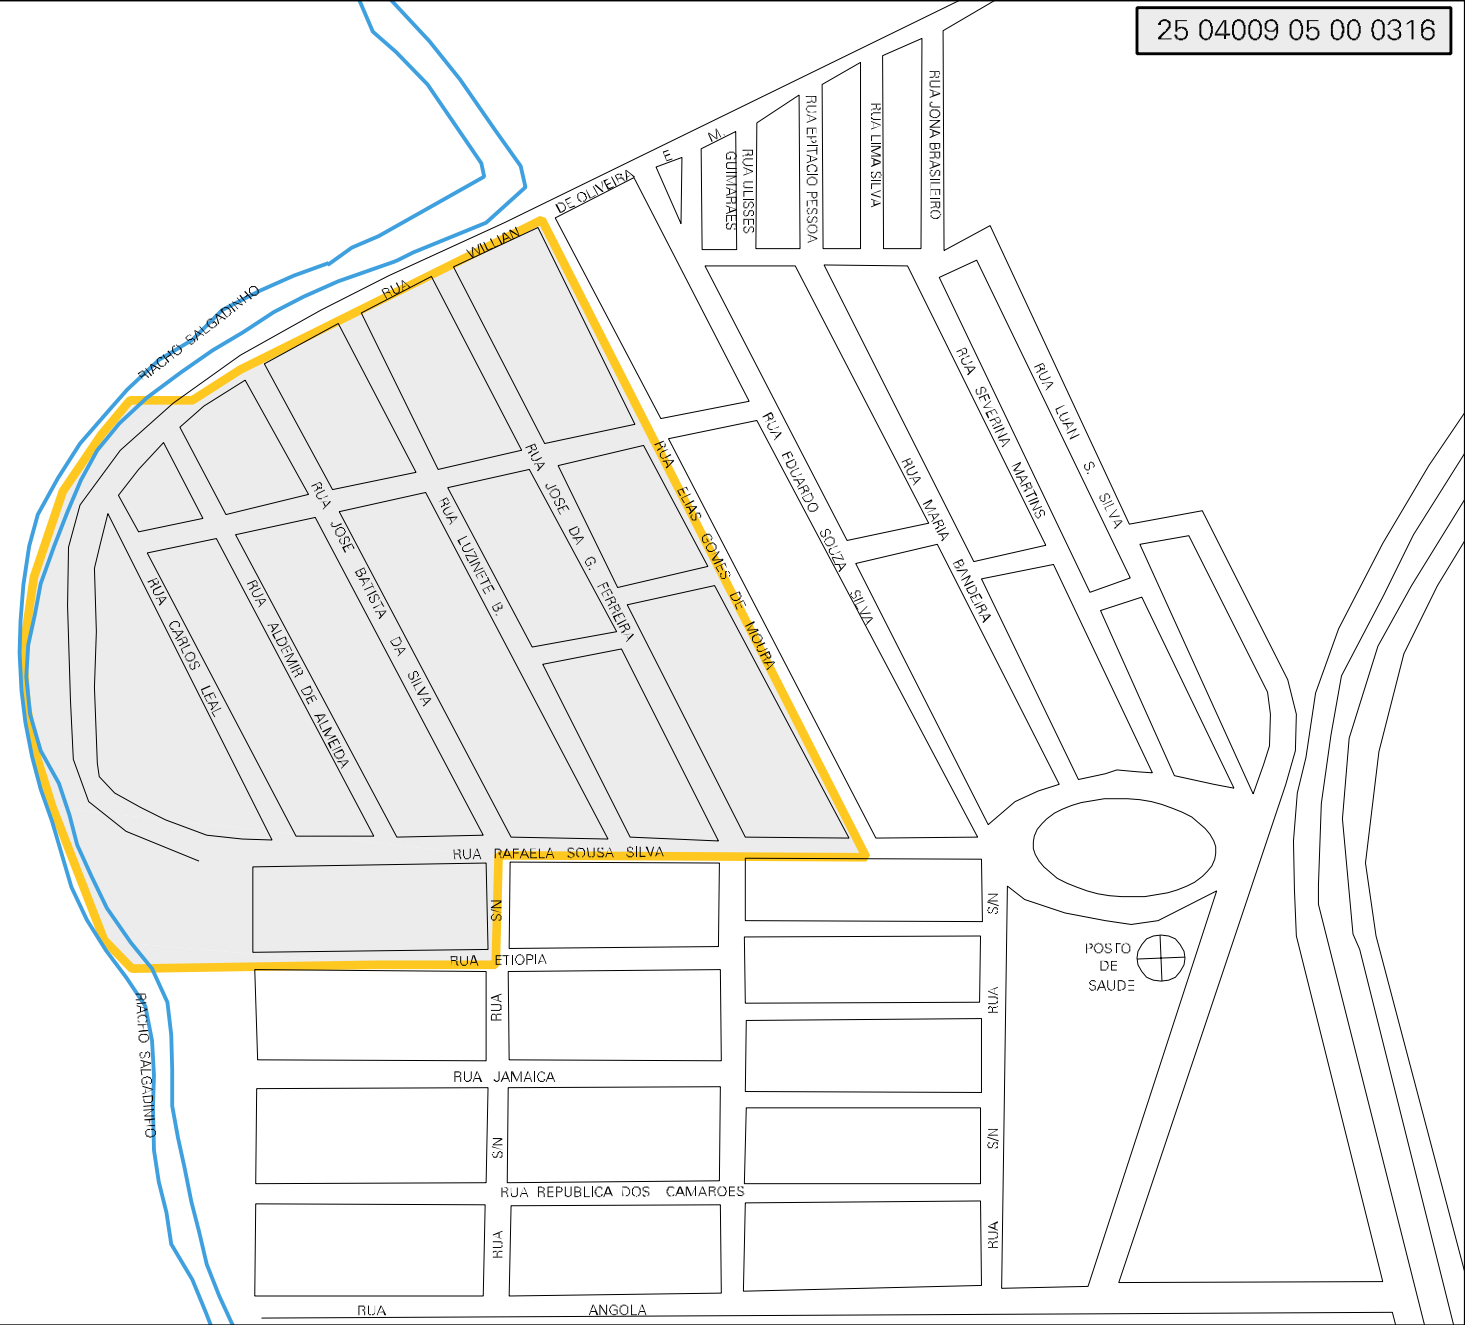 25 04009 05 00 0316
RUA JONA BRASILEIRO
RUA LIMA SILVA
RUA EPITACIO PESSOA
RUA ULISSES
GUIMARAES
RUA WILLIAN DE OLIVEIRA E M.
RIACHO SALGADINHO
RUA LUAN S. SILVA
RUA SEVERINA MARTINS
RUA EDUARDO SOUZA SILVA
RUA MARIA BANDEIRA
RUA ELIAS GOMES DE MOURA
RUA JOSE DA G. FERREIRA
RUA LUZINETE B.
RUA JOSE BATISTA DA SILVA
RUA ALDEMIR DE ALMEIDA
RUA CARLOS LEAL
RUA RAFAELA SOUSA SILVA
S/N
S/N
POSTO
DE
SAUDE
RUA ETIOPIA
RUA
RUA
RIACHO SALGADINHO
RUA JAMAICA
S/N
S/N
RUA REPUBLICA DOS CAMAROES
RUA
RUA
RUA ANGOLA